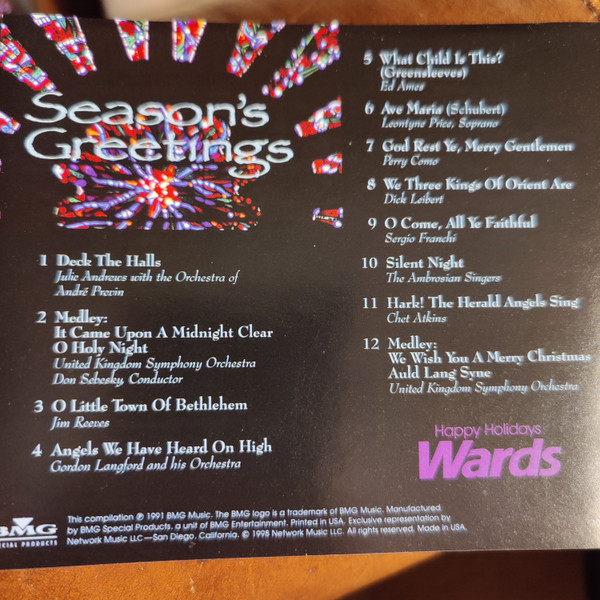 Season's
Greetings
1 Deck The Halls
Julie Andrews with the Orchestra of
André Previn
2 Medley:
It Came Upon A Midnight Clear
O Holy Night
United Kingdom Symphony Orchestra
Don Sebesky, Conductor
3 O Little Town Of Bethlehem
Jim Reeves
4 Angels We Have Heard On High
Gordon Langford and his Orchestra
5 What Child Is This?
(Greensleeves)
Ed Ames
6 Ave Maria (Schubert)
Leontyne Price, Soprano
7 God Rest Ye, Merry Gentlemen
Perry Como
8 We Three Kings Of Orient Are
Dick Leibert
9 O Come, All Ye Faithful
Sergio Franchi
10 Silent Night
The Ambrosian Singers
11 Hark! The Herald Angels Sing
Chet Atkins
12 Medley:
We Wish You A Merry Christmas
Auld Lang Syne
United Kingdom Symphony Orchestra
Happy Holidays
Wards
BMG
ECIAL PRODUCTS
This compilation ℗ 1991 BMG Music. The BMG logo is a trademark of BMG Music. Manufactured
by BMG Special Products, a unit of BMG Entertainment. Printed in USA. Exclusive representation by
Network Music LLC—San Diego, California. © 1998 Network Music LLC. All rights reserved. Made in USA.